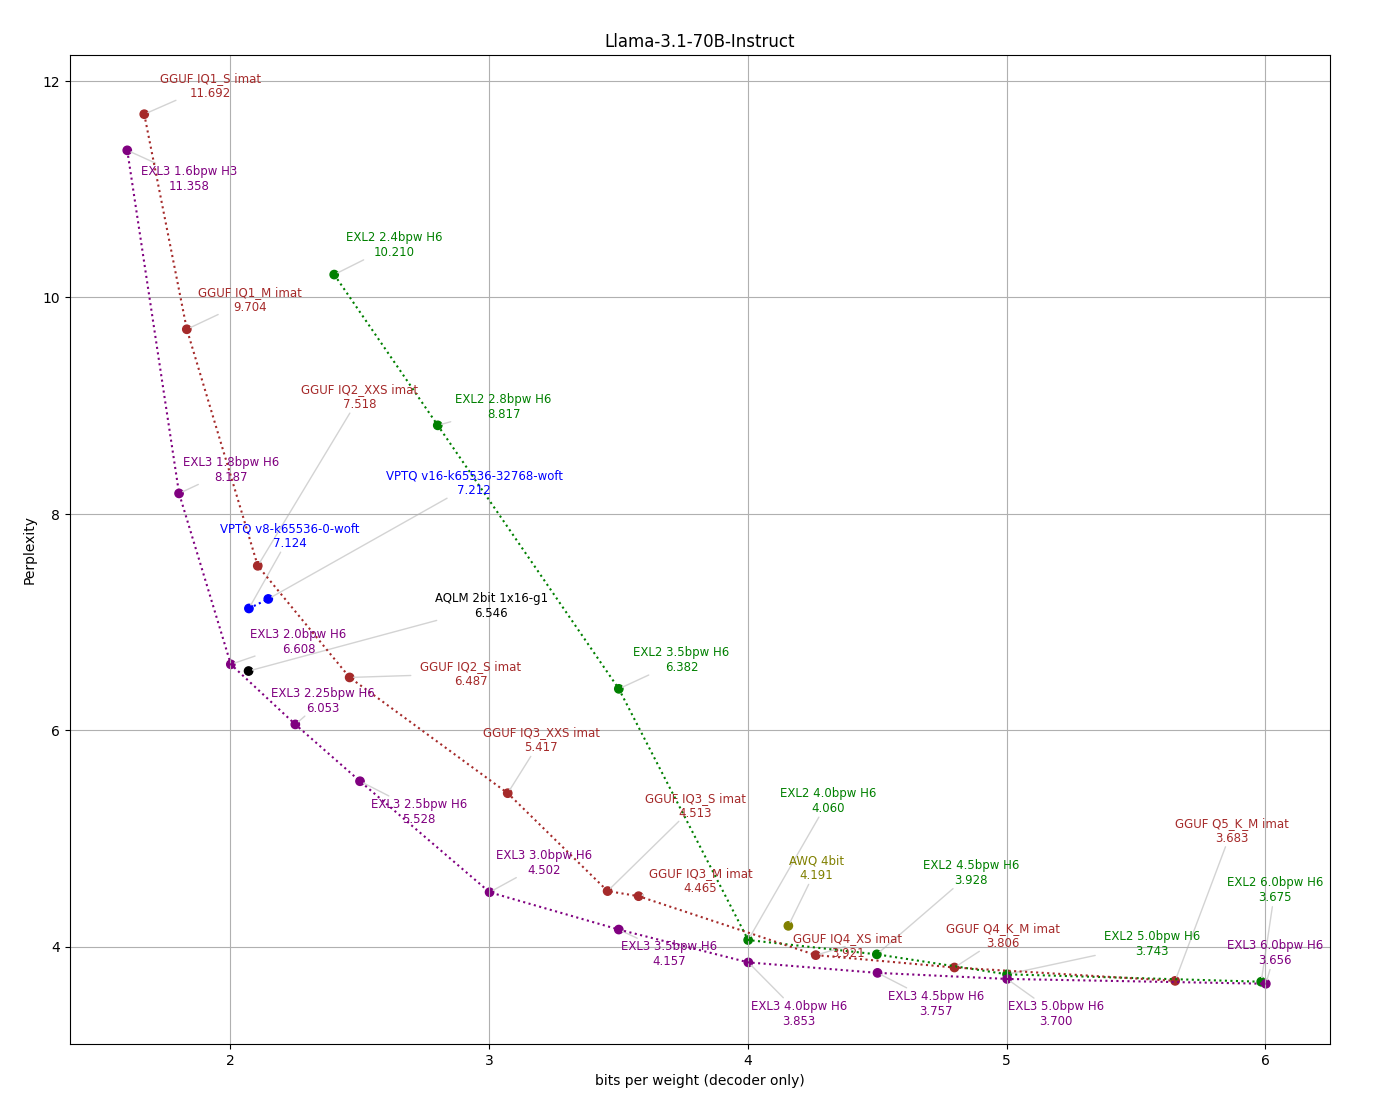 Llama-3.1-70B-Instruct
12
GGUF IQ1_S imat
11.692
EXL3 1.6bpw H3
11.358
EXL2 2.4bpw H6
10.210
10
GGUF IQ1_M imat
9.704
GGUF IQ2_XXS imat
7.518
EXL2 2.8bpw H6
8.817
EXL3 1.8bpw H6
8.187
VPTQ v16-k65536-32768-woft
7.212
8
VPTQ v8-k65536-0-woft
7.124
Perplexity
AQLM 2bit 1x16-g1
6.546
EXL3 2.0bpw H6
6.608
EXL2 3.5bpw H6
6.382
GGUF IQ2_S imat
6.487
EXL3 2.25bpw H6
6.053
6
GGUF IQ3_XXS imat
5.417
EXL3 2.5bpw H6
5.528
GGUF IQ3_S imat
4.513
EXL2 4.0bpw H6
4.060
GGUF Q5_K_M imat
3.683
EXL3 3.0bpw H6
4.502
AWQ 4bit
4.191
EXL2 4.5bpw H6
3.928
GGUF IQ3_M imat
4.465
EXL2 6.0bpw H6
3.675
4
GGUF IQ4_XS imat
3.921
GGUF Q4_K_M imat
3.806
EXL2 5.0bpw H6
3.743
EXL3 3.5bpw H6
4.157
EXL3 6.0bpw H6
3.656
EXL3 4.0bpw H6
3.853
EXL3 4.5bpw H6
3.757
EXL3 5.0bpw H6
3.700
2
3
4
5
6
bits per weight (decoder only)